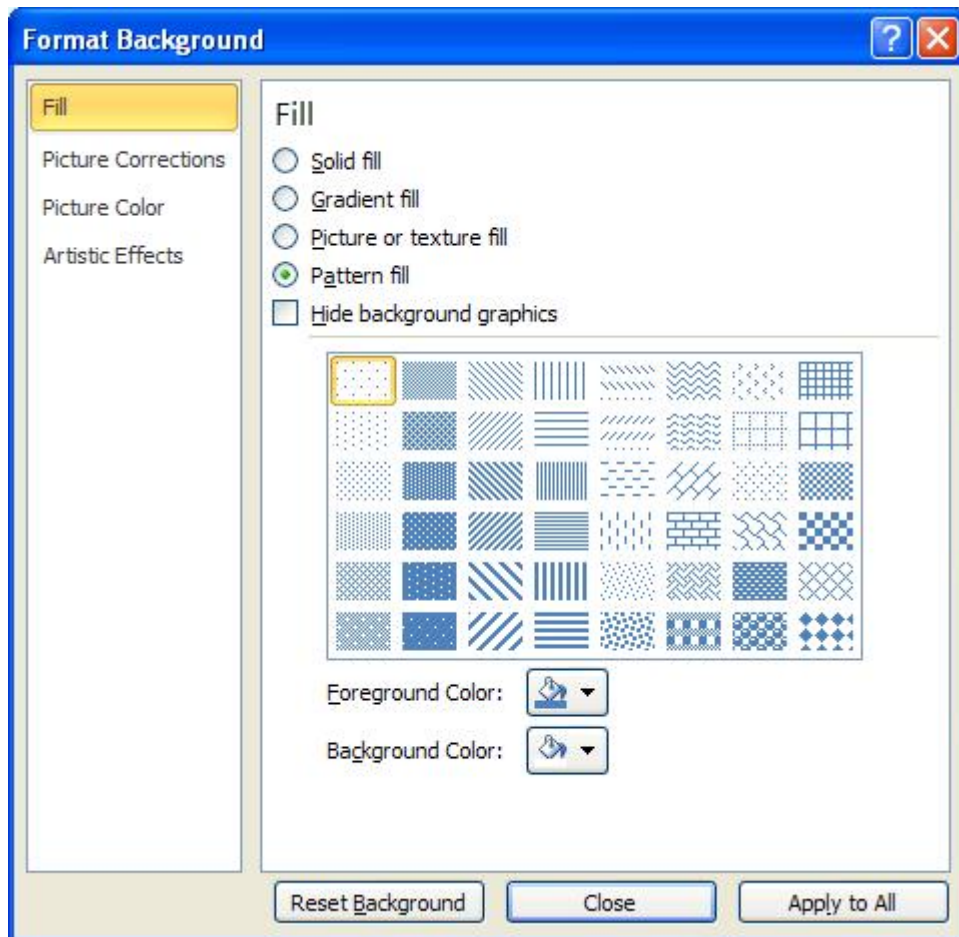 Format Background
?
Fill
Picture Corrections
Picture Color
Artistic Effects
Fill
Solid fill
Gradient fill
Picture or texture fill
Pattern fill
Hide background graphics
Foreground Color:
Background Color:
Reset Background
Close
Apply to All